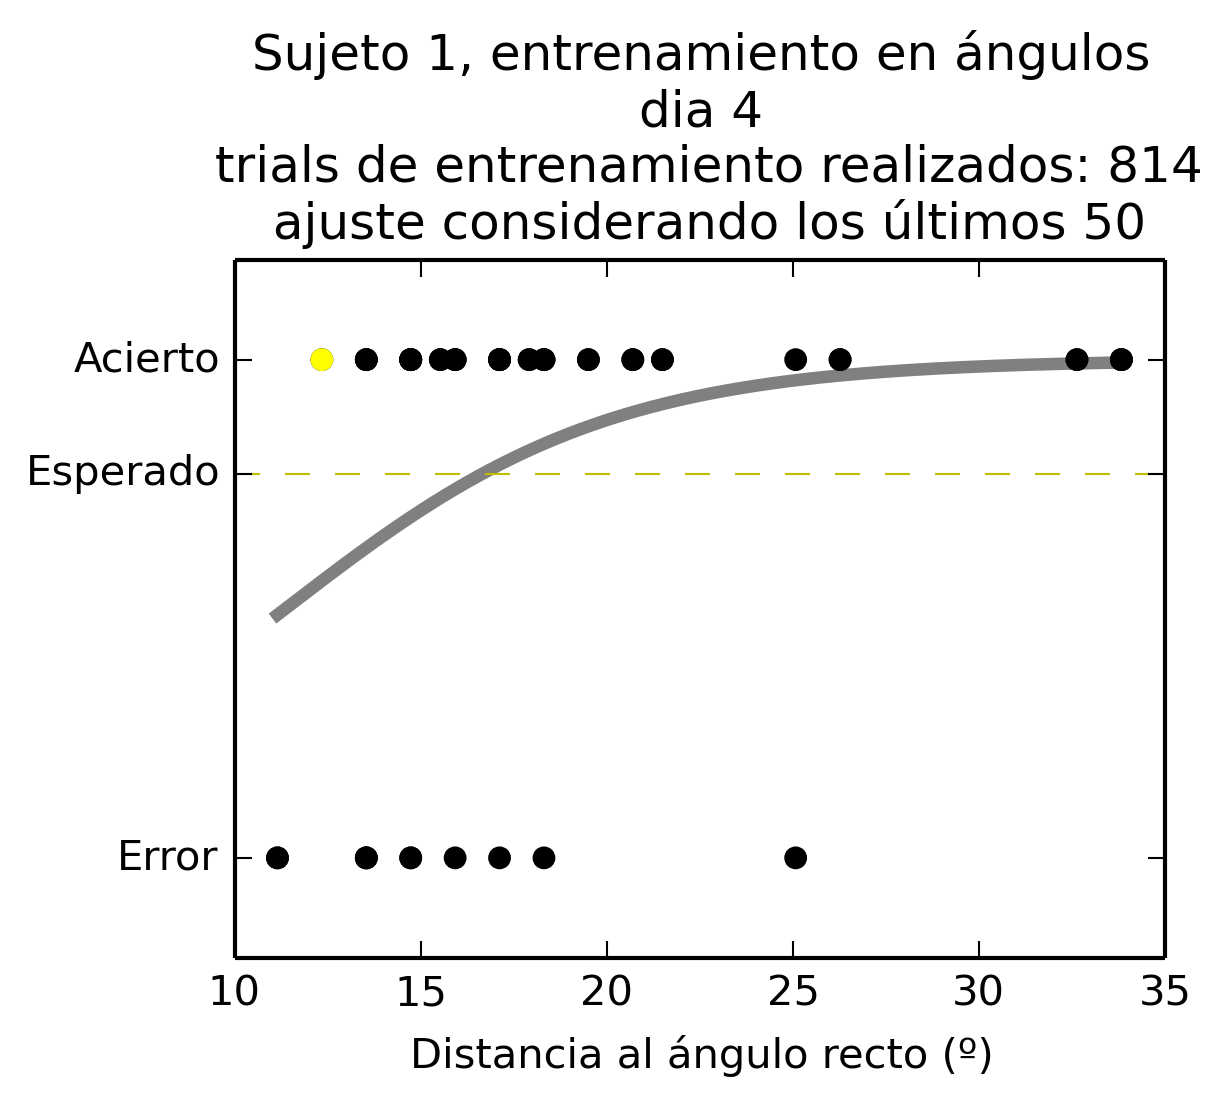 Sujeto 1, entrenamiento en ángulos
dia 4
trials de entrenamiento realizados: 814
ajuste considerando los últimos 50
Acierto
Esperado
Error
10 15 20 25 30 35
Distancia al ángulo recto (º)